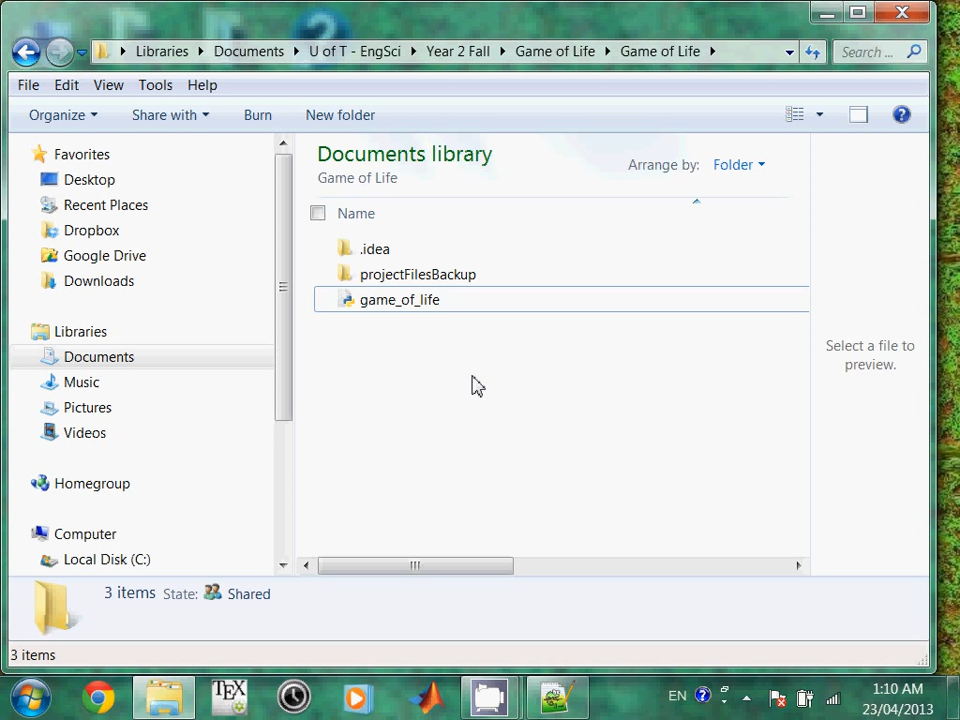 Libraries Documents U of T - EngSci Year 2 Fall Game of Life Game of Life
Search ...
File Edit View Tools Help
Organize Share with Burn New folder
Favorites
Desktop
Recent Places
Dropbox
Google Drive
Downloads
Libraries
Documents
Music
Pictures
Videos
Homegroup
Computer
Local Disk (C:)
Documents library
Game of Life
Arrange by: Folder
Name
.idea
projectFilesBackup
game_of_life
Select a file to
preview.
3 items State: Shared
3 items
TEX
EN
1:10 AM
23/04/2013